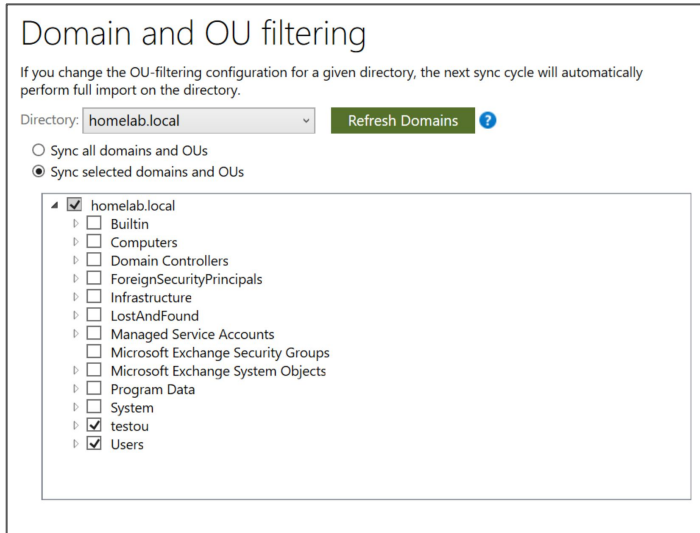 Domain and OU filtering
If you change the OU-filtering configuration for a given directory, the next sync cycle will automatically
perform full import on the directory.
Directory: homelab.local Refresh Domains ?
Sync all domains and OUs
Sync selected domains and OUs
homelab.local
Builtin
Computers
Domain Controllers
ForeignSecurityPrincipals
Infrastructure
LostAndFound
Managed Service Accounts
Microsoft Exchange Security Groups
Microsoft Exchange System Objects
Program Data
System
testou
Users